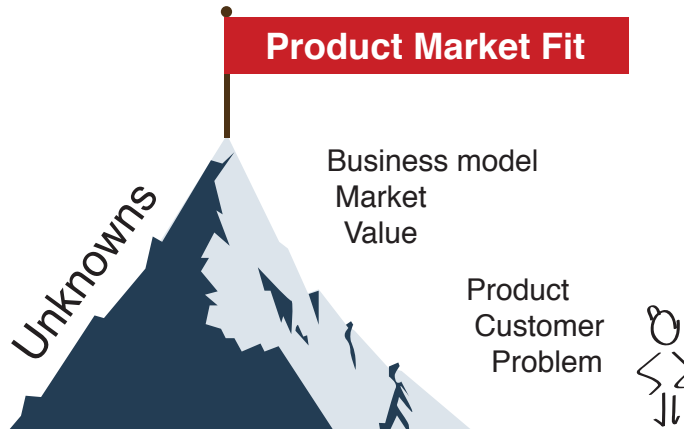 Product Market Fit
Business model
Market
Value
Unknowns
Product
Customer
Problem